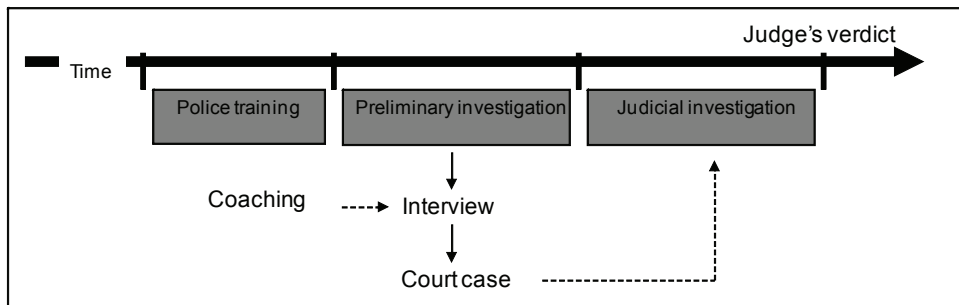 Judge's verdict
Time
Police training
Preliminary investigation
Judicial investigation
Coaching
Interview
Court case